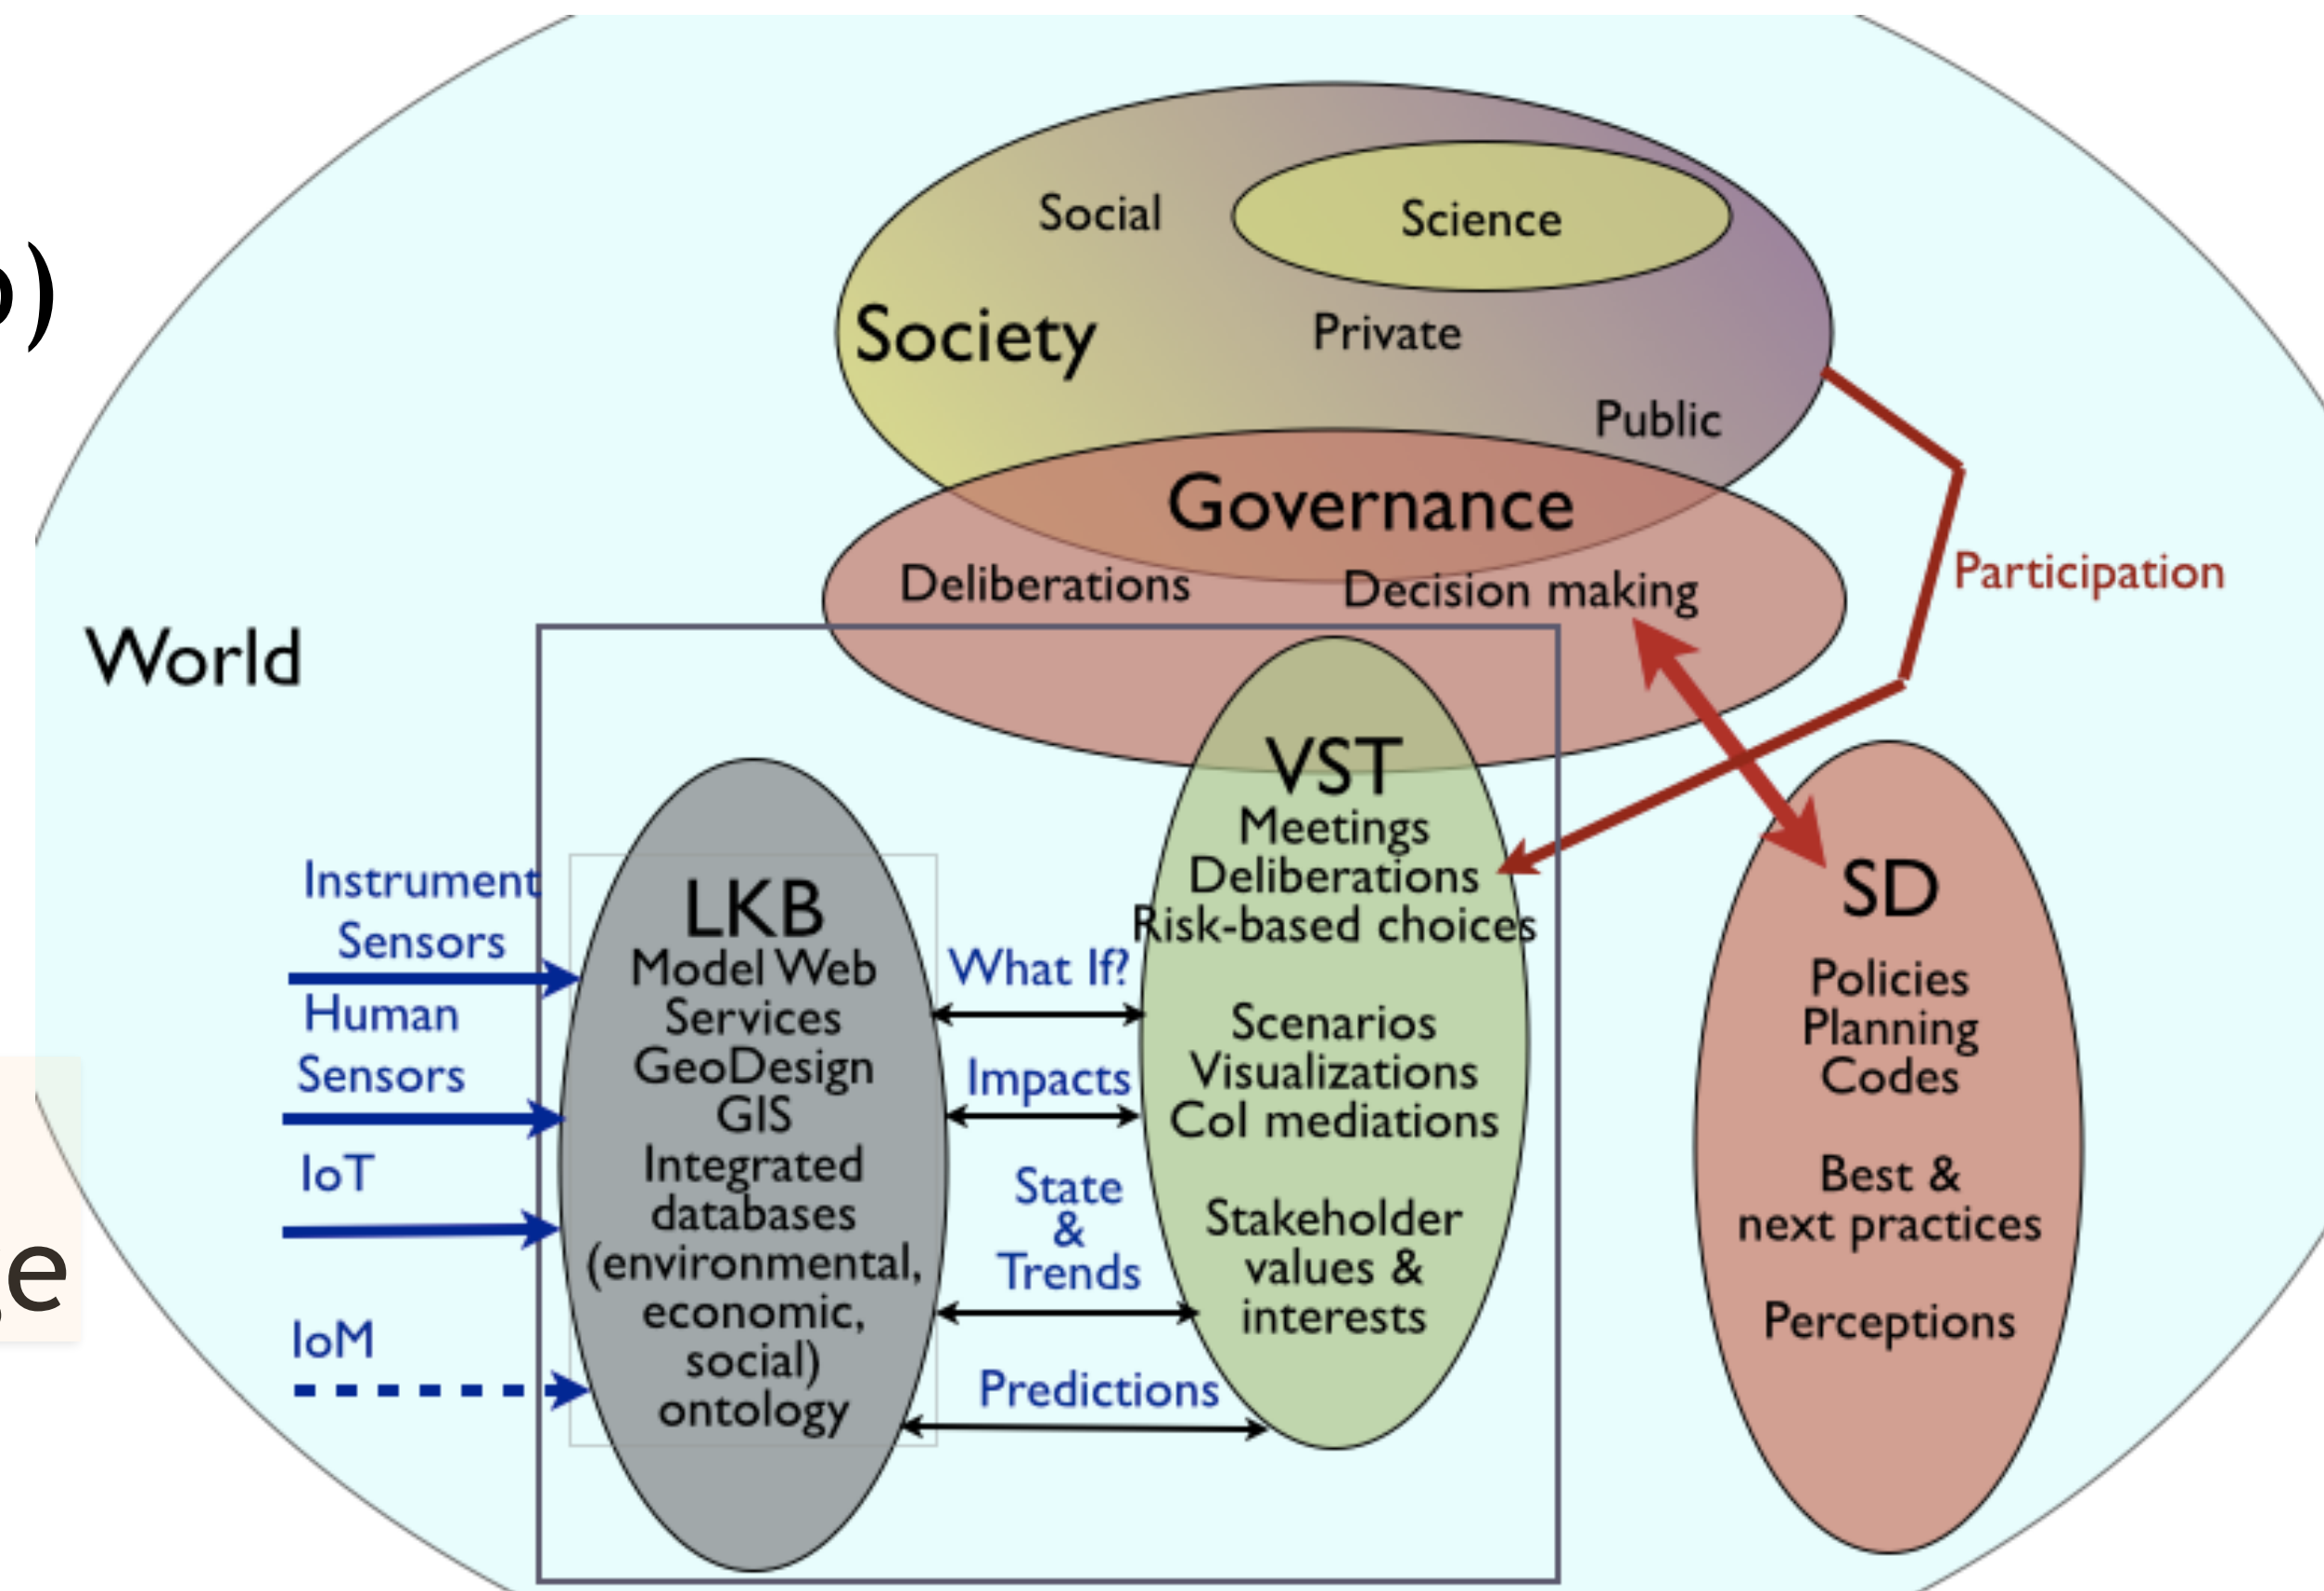 o)
ge
World
Social
Science
Society
Private
Public
Governance
Deliberations
Decision making
Participation
Instrument
Sensors
Human
Sensors
IoT
IoM
LKB
Model Web
Services
GeoDesign
GIS
Integrated
databases
(environmental,
economic,
social)
ontology
What If?
Impacts
State
&
Trends
Predictions
VST
Meetings
Deliberations
Risk-based choices
Scenarios
Visualizations
CoI mediations
Stakeholder
values &
interests
SD
Policies
Planning
Codes
Best &
next practices
Perceptions